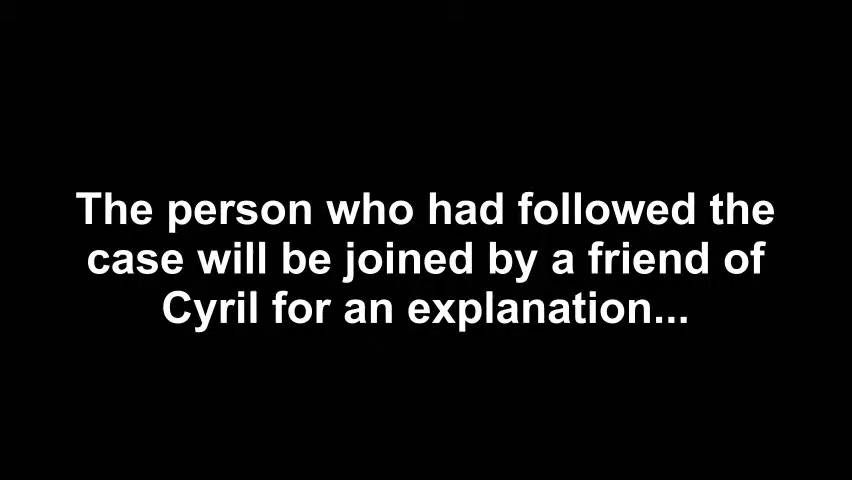 The person who had followed the
case will be joined by a friend of
Cyril for an explanation...